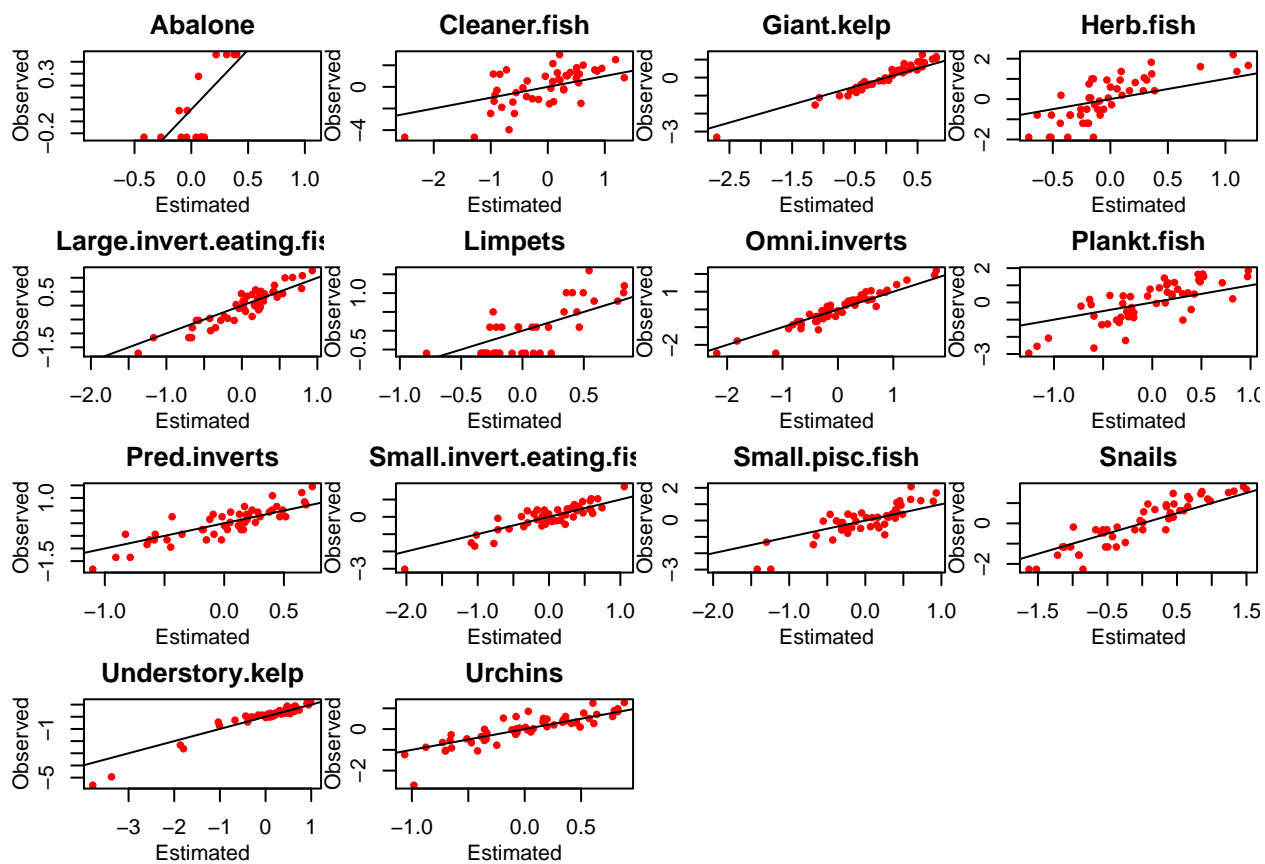 Abalone Cleaner.fish Giant.kelp Herb.fish
Observed Observed Observed Observed
0.3 0 0 2
1
0
-0.2 -4 -3 -2
-0.5 0.0 0.5 1.0 -2 -1 0 1 -2.5 -1.5 -0.5 0.5 -0.5 0.0 0.5 1.0
Estimated Estimated Estimated Estimated
Large.invert.eating.fis Limpets Omni.inverts Plankt.fish
Observed Observed Observed Observed
0.5 1.0 1 2
0
-1.5 -0.5 -2 -3
-2.0 -1.0 0.0 1.0 -1.0 -0.5 0.0 0.5 -2 -1 0 1 -1.0 0.0 1.0
Estimated Estimated Estimated Estimated
Pred.inverts Small.invert.eating.fis Small.pisc.fish Snails
Observed Observed Observed Observed
1.0 0 2 0
0
-1.5 -3 -3 -2
-1.0 0.0 0.5 -2.0 -1.0 0.0 1.0 -2.0 -1.0 0.0 1.0 -1.5 -0.5 0.5 1.5
Estimated Estimated Estimated Estimated
Understory.kelp Urchins
Observed Observed
-1 0
-5 -2
-3 -2 -1 0 1 -1.0 0.0 0.5
Estimated Estimated